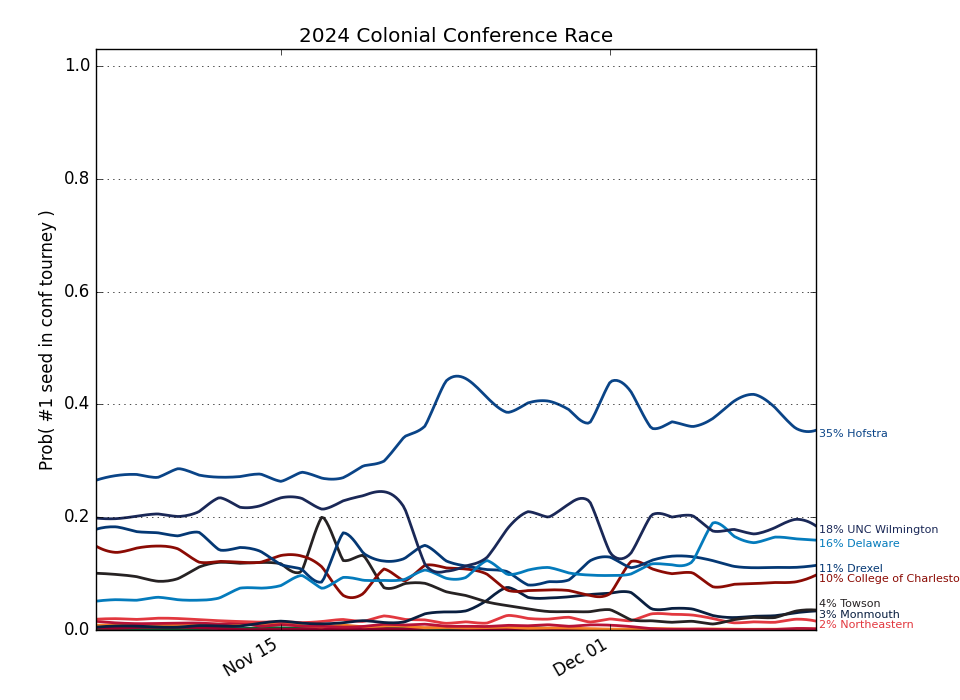 2024 Colonial Conference Race
Prob( #1 seed in conf tourney )
1.0
0.8
0.6
0.4
0.2
0.0
Nov 15
Dec 01
35% Hofstra
18% UNC Wilmington
16% Delaware
11% Drexel
10% College of Charlesto
4% Towson
3% Monmouth
2% Northeastern